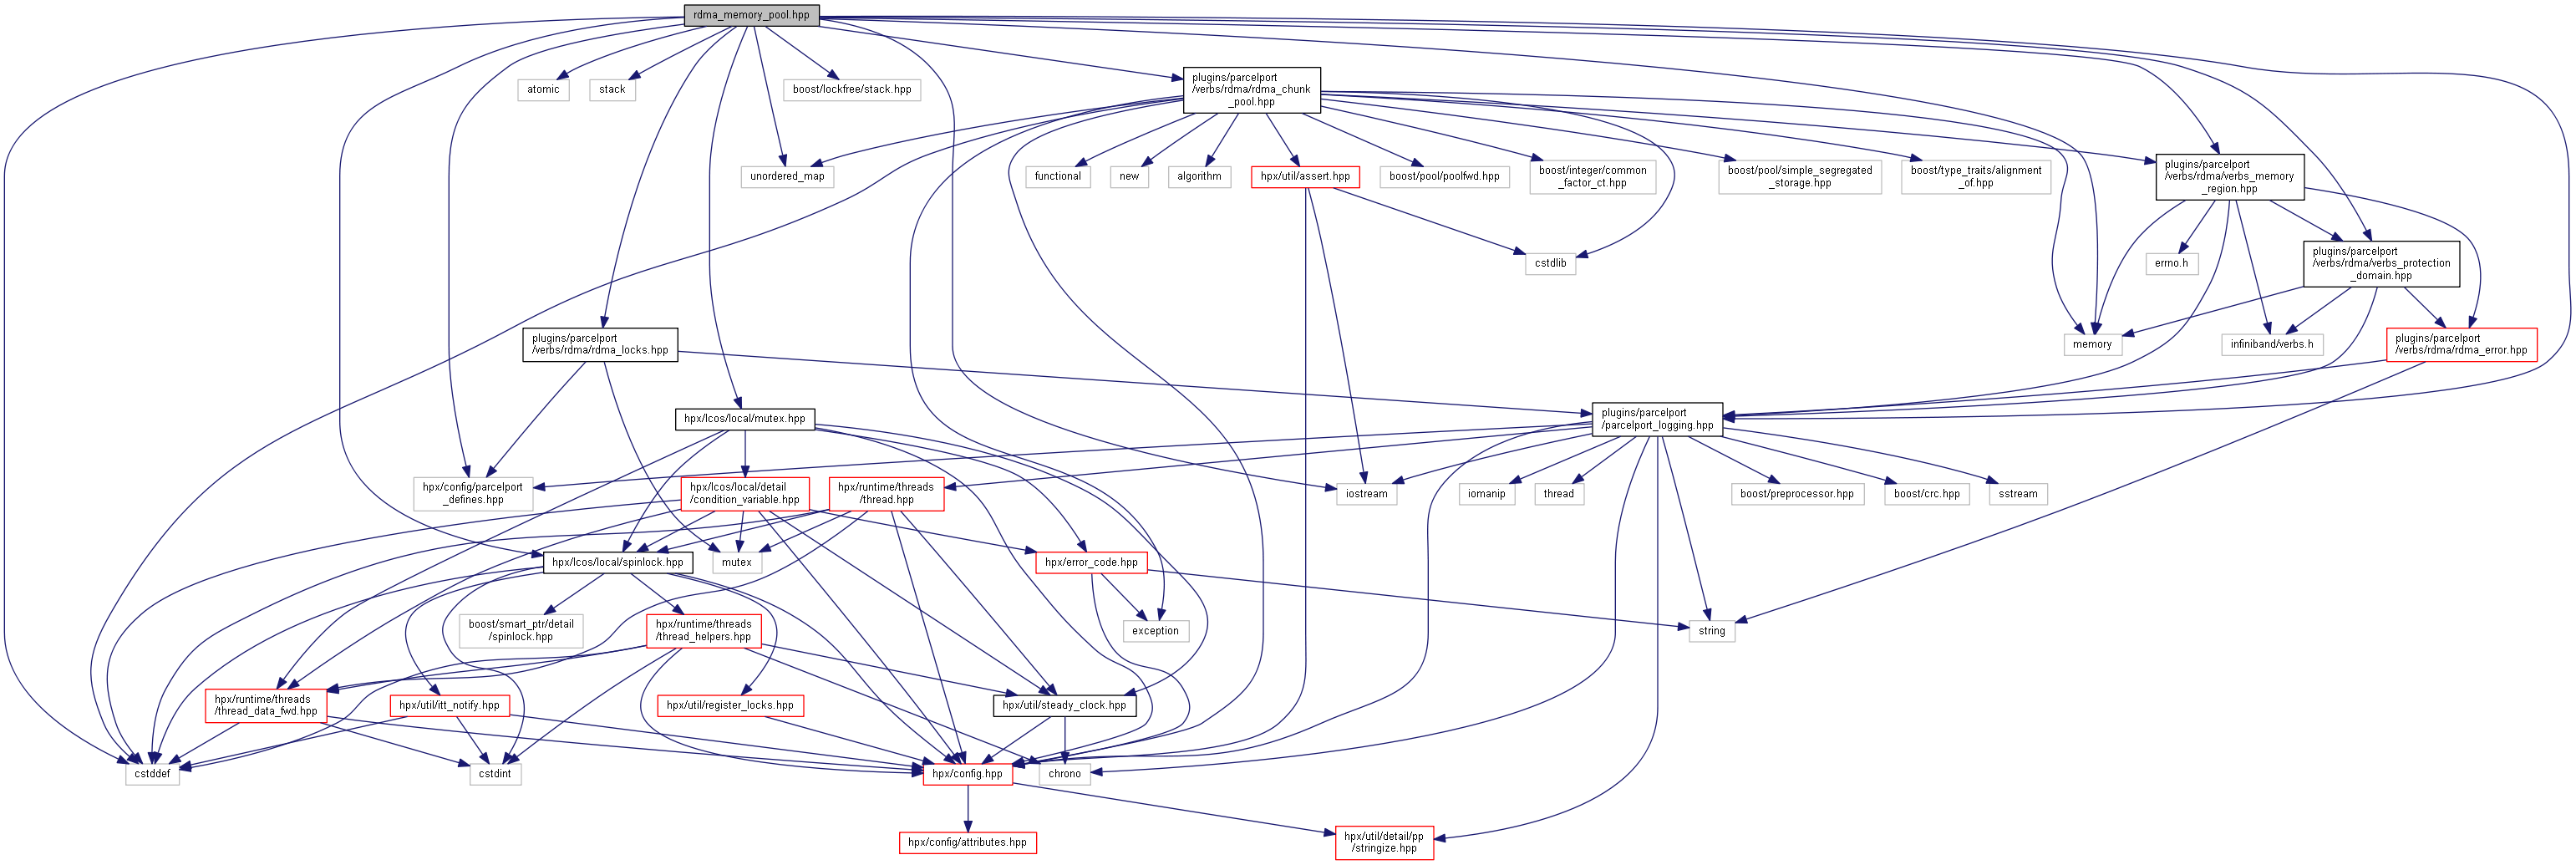 rdma_memory_pool.hpp
atomic
stack
boost/lockfree/stack.hpp
plugins/parcelport
/verbs/rdma/rdma_chunk
_pool.hpp
unordered_map
functional
new
algorithm
hpx/util/assert.hpp
boost/pool/poolfwd.hpp
boost/integer/common
_factor_ct.hpp
boost/pool/simple_segregated
_storage.hpp
boost/type_traits/alignment
_of.hpp
plugins/parcelport
/verbs/rdma/verbs_memory
_region.hpp
cstdlib
errno.h
plugins/parcelport
/verbs/rdma/verbs_protection
_domain.hpp
plugins/parcelport
/verbs/rdma/rdma_locks.hpp
memory
infiniband/verbs.h
plugins/parcelport
/verbs/rdma/rdma_error.hpp
hpx/lcos/local/mutex.hpp
plugins/parcelport
/parcelport_logging.hpp
hpx/config/parcelport
_defines.hpp
hpx/lcos/local/detail
/condition_variable.hpp
hpx/runtime/threads
/thread.hpp
iostream
iomanip
thread
boost/preprocessor.hpp
boost/crc.hpp
sstream
hpx/lcos/local/spinlock.hpp
mutex
hpx/error_code.hpp
boost/smart_ptr/detail
/spinlock.hpp
hpx/runtime/threads
/thread_helpers.hpp
exception
string
hpx/runtime/threads
/thread_data_fwd.hpp
hpx/util/itt_notify.hpp
hpx/util/register_locks.hpp
hpx/util/steady_clock.hpp
cstddef
cstdint
hpx/config.hpp
chrono
hpx/config/attributes.hpp
hpx/util/detail/pp
/stringize.hpp